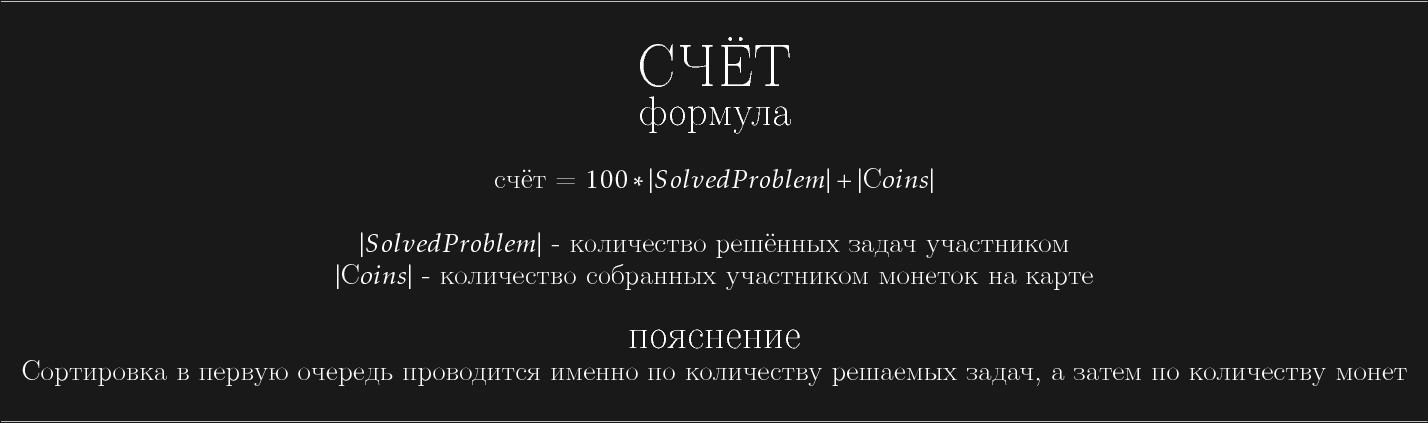 СЧЁТ
формула
счёт = 100*|SolvedProblem|+|Coins|
|SolvedProblem| - количество решённых задач участником
|Coins| - количество собранных участником монеток на карте
пояснение
Сортировка в первую очередь проводится именно по количеству решаемых задач, а затем по количеству монет